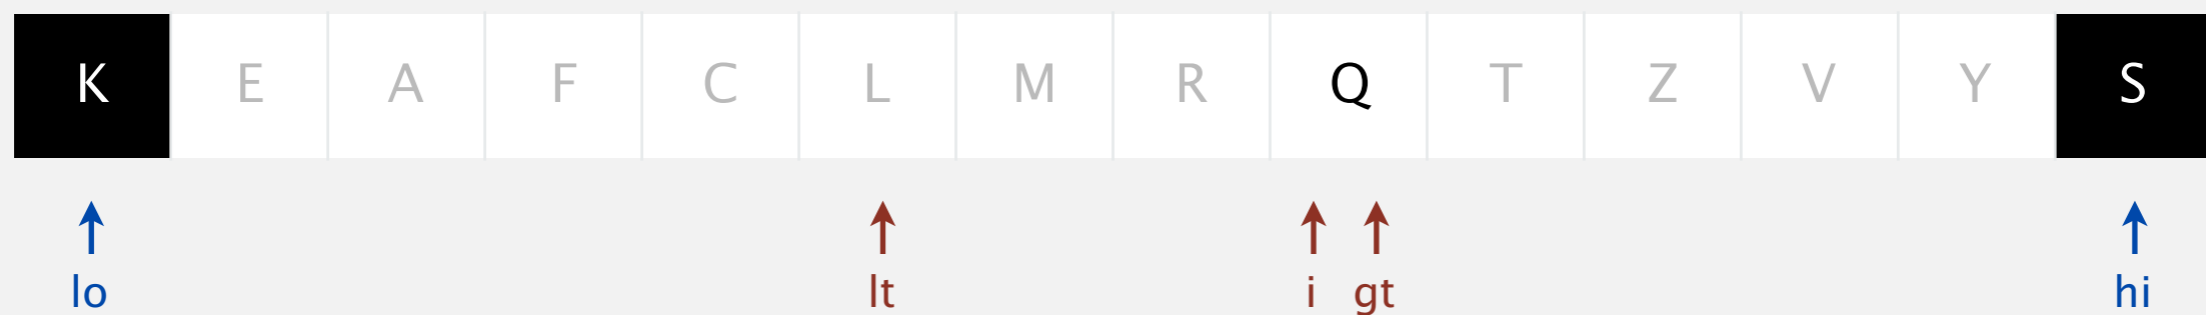 K E A F C L M R Q T Z V Y S
lo lt i gt hi